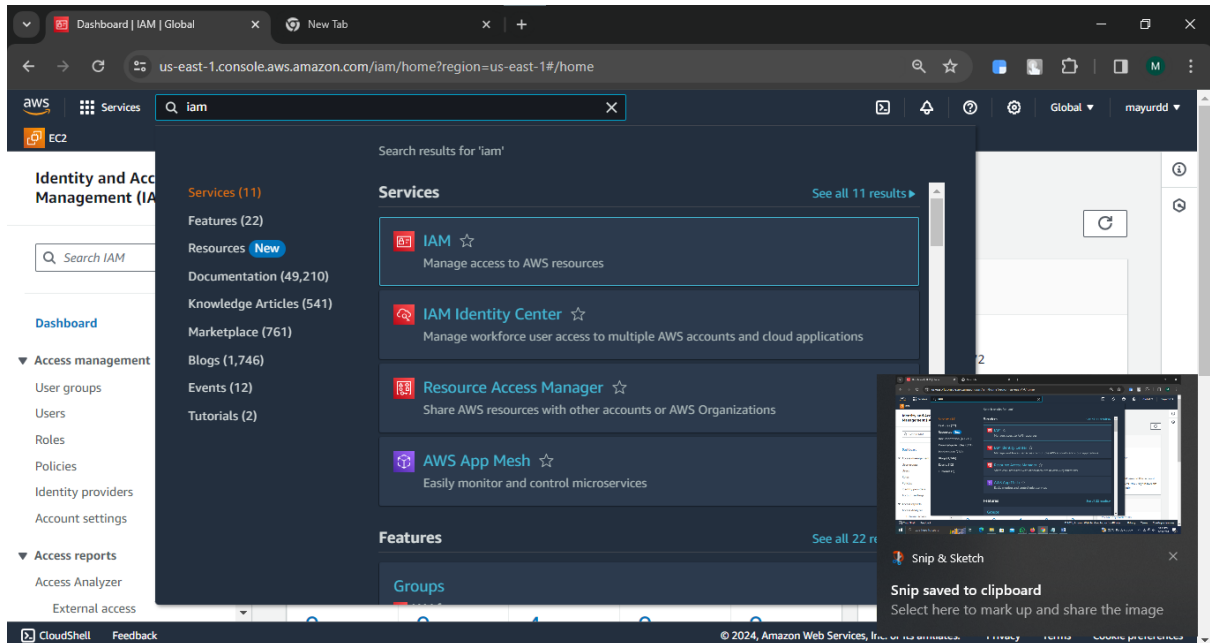 Dashboard | IAM | Global
New Tab
us-east-1.console.aws.amazon.com/iam/home?region=us-east-1#/home
M
aws
Services
iam
Global
mayurdd
EC2
Identity and Acc
Management (IA
Search IAM
Dashboard
Access management
User groups
Users
Roles
Policies
Identity providers
Account settings
Access reports
Access Analyzer
External access
Search results for 'iam'
Services (11)
Features (22)
Resources New
Documentation (49,210)
Knowledge Articles (541)
Marketplace (761)
Blogs (1,746)
Events (12)
Tutorials (2)
Services
See all 11 results
IAM
Manage access to AWS resources
IAM Identity Center
Manage workforce user access to multiple AWS accounts and cloud applications
Resource Access Manager
Share AWS resources with other accounts or AWS Organizations
AWS App Mesh
Easily monitor and control microservices
Features
See all 22 re
Groups
Snip & Sketch
Snip saved to clipboard
Select here to mark up and share the image
CloudShell Feedback
© 2024, Amazon Web Services, Inc. or its affiliates. Privacy Terms Cookie preferences